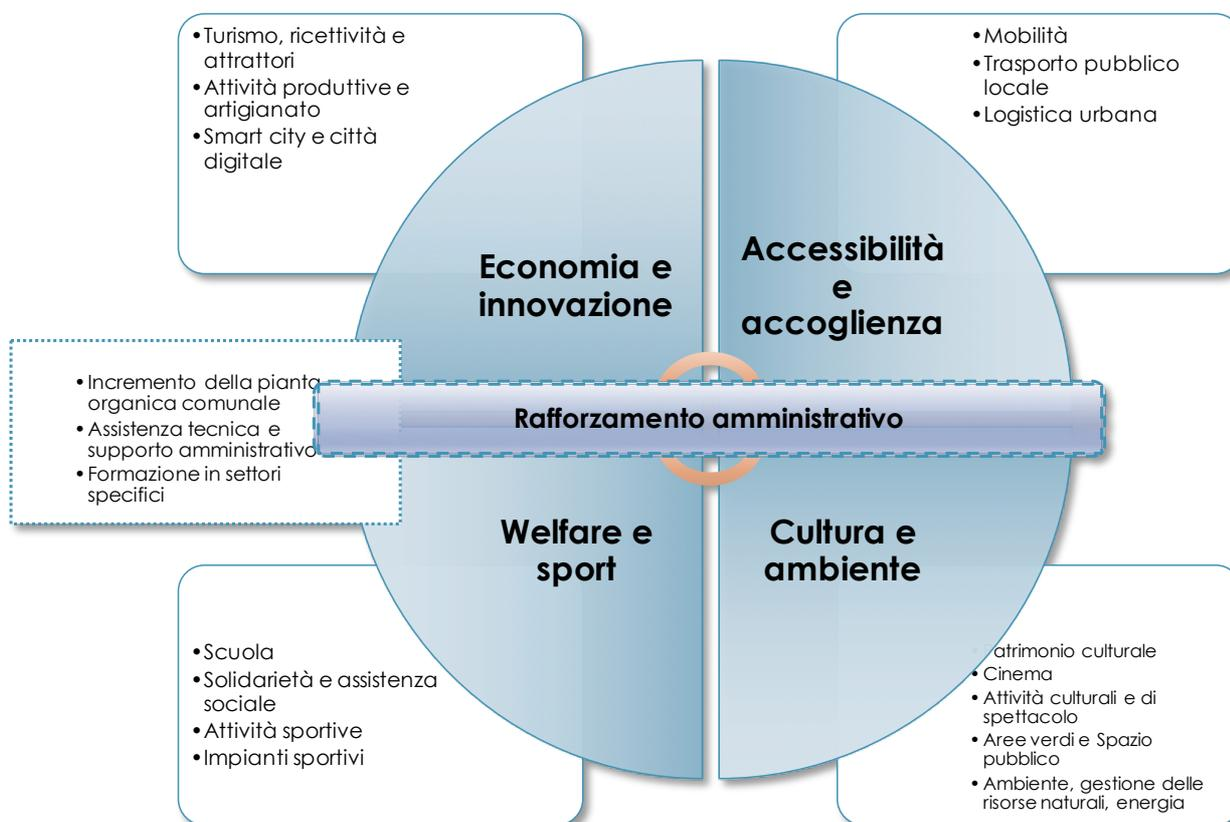 •Turismo, ricettività e
attrattori
•Attività produttive e
artigianato
•Smart city e città
digitale
•Mobilità
•Trasporto pubblico
locale
•Logistica urbana
Economia e
innovazione
Accessibilità
e
accoglienza
•Incremento della pianta
organica comunale
•Assistenza tecnica e
supporto amministrativo
•Formazione in settori
specifici
Rafforzamento amministrativo
Welfare e
sport
Cultura e
ambiente
•Scuola
•Solidarietà e assistenza
sociale
•Attività sportive
•Impianti sportivi
•Patrimonio culturale
•Cinema
•Attività culturali e di
spettacolo
•Aree verdi e Spazio
pubblico
•Ambiente, gestione delle
risorse naturali, energia